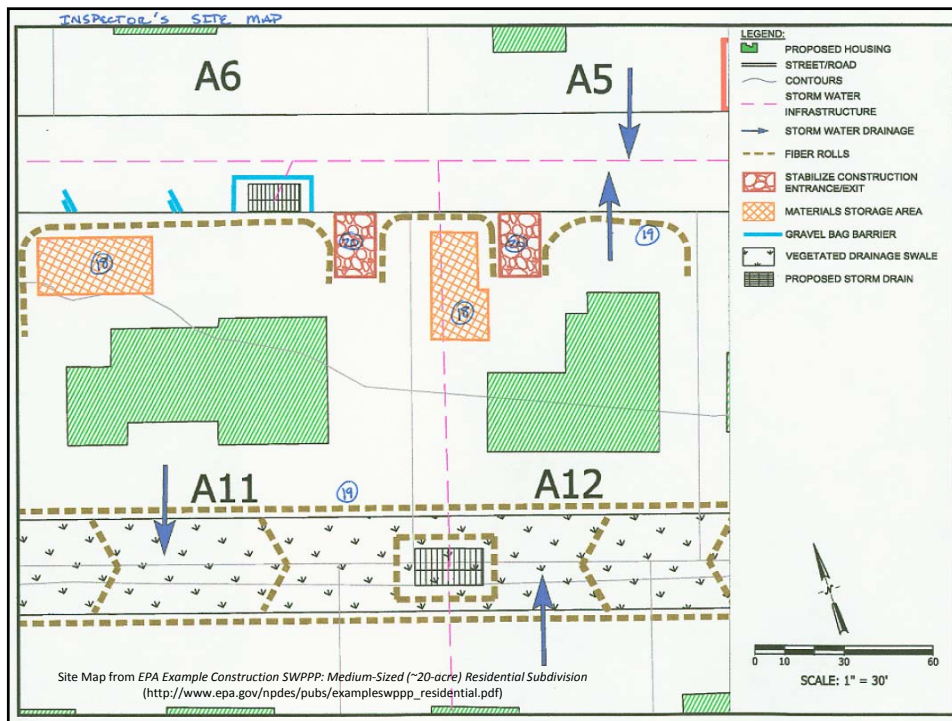 INSPECTOR'S SITE MAP
A6
A5
20
20
19
18
18
A11
19
A12
Site Map from EPA Example Construction SWPPP: Medium-Sized (~20-acre) Residential Subdivision
(http://www.epa.gov/npdes/pubs/exampleswppp_residential.pdf)
LEGEND:
PROPOSED HOUSING
STREET/ROAD
CONTOURS
STORM WATER
INFRASTRUCTURE
STORM WATER DRAINAGE
FIBER ROLLS
STABILIZE CONSTRUCTION
ENTRANCE/EXIT
MATERIALS STORAGE AREA
GRAVEL BAG BARRIER
VEGETATED DRAINAGE SWALE
PROPOSED STORM DRAIN
N
0 10 30 60
SCALE: 1" = 30'